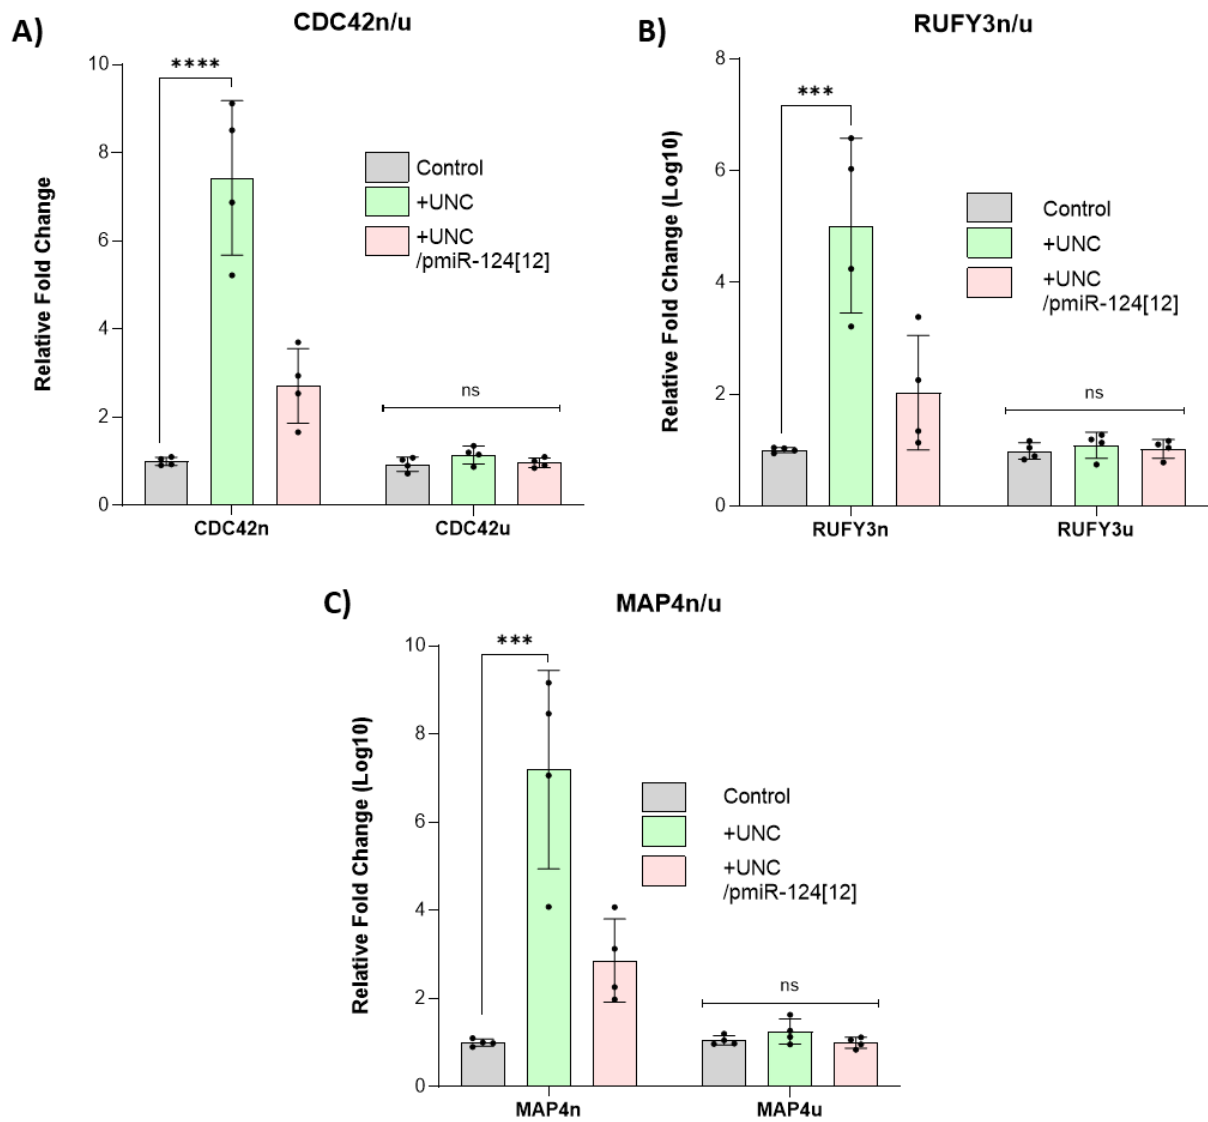 A)
CDC42n/u
Relative Fold Change
10
8
6
4
2
0
****
ns
Control
+UNC
+UNC
/pmiR-124[12]
CDC42n
CDC42u
B)
RUFY3n/u
Relative Fold Change (Log10)
8
6
4
2
0
***
ns
Control
+UNC
+UNC
/pmiR-124[12]
RUFY3n
RUFY3u
C)
MAP4n/u
Relative Fold Change (Log10)
10
8
6
4
2
0
***
ns
Control
+UNC
+UNC
/pmiR-124[12]
MAP4n
MAP4u